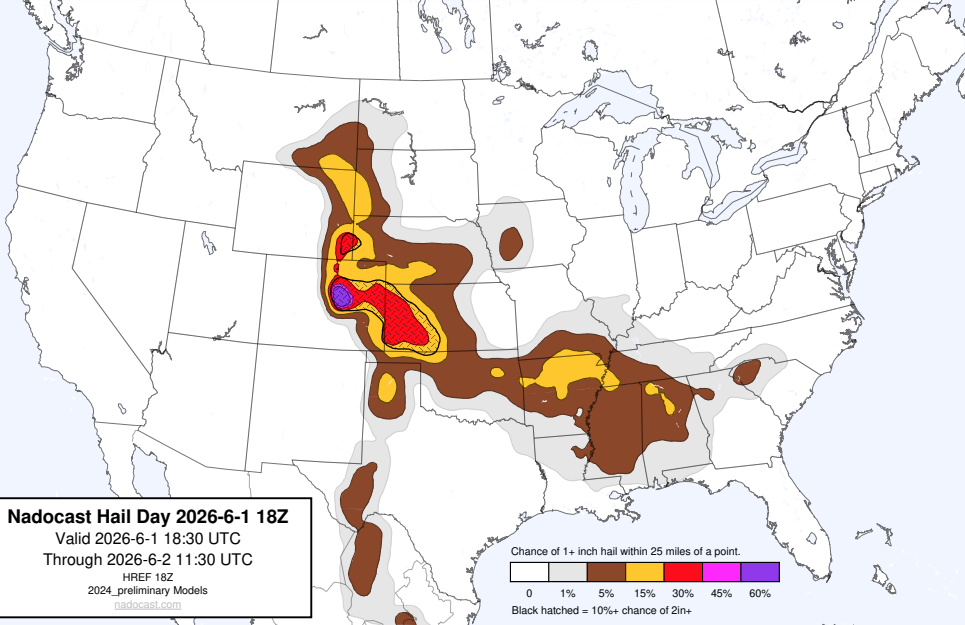 Nadocast Hail Day 2026-6-1 18Z
Valid 2026-6-1 18:30 UTC
Through 2026-6-2 11:30 UTC
HREF 18Z
2024_preliminary Models
nadocast.com
Chance of 1+ inch hail within 25 miles of a point.
0 1% 5% 15% 30% 45% 60%
Black hatched = 10%+ chance of 2in+